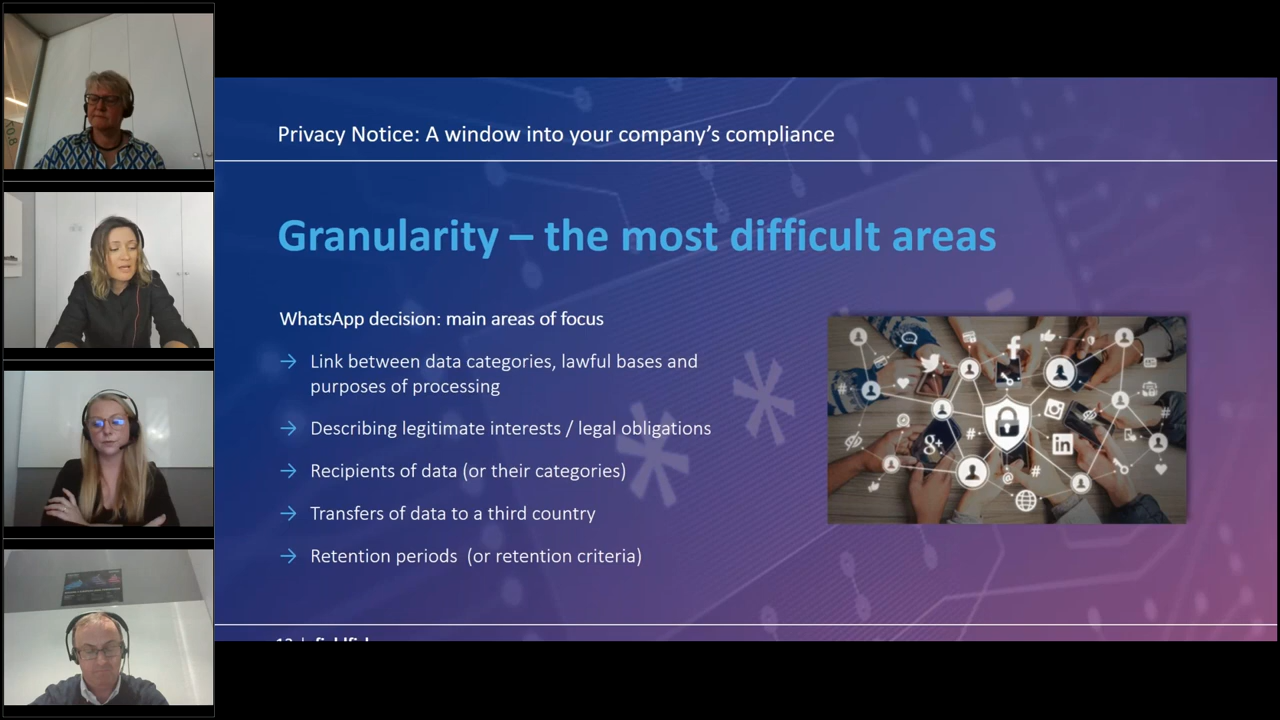 Privacy Notice: A window into your company's compliance
Granularity – the most difficult areas
WhatsApp decision: main areas of focus
→ Link between data categories, lawful bases and
purposes of processing
→ Describing legitimate interests / legal obligations
→ Recipients of data (or their categories)
→ Transfers of data to a third country
→ Retention periods (or retention criteria)